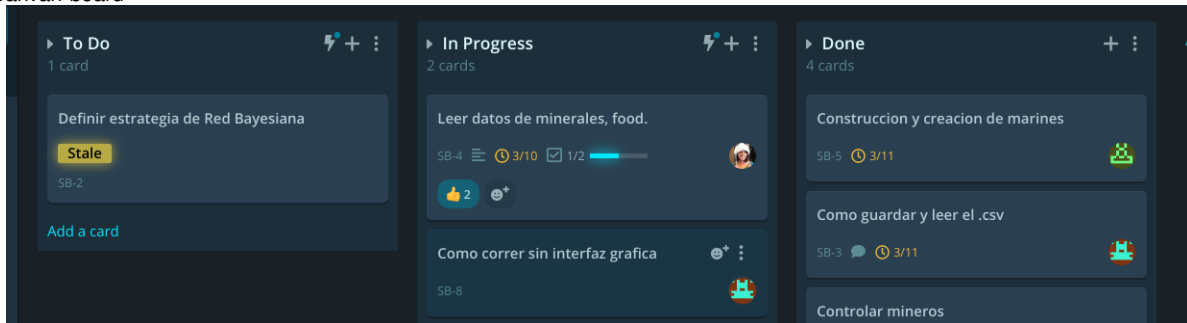 To Do
1 card
Definir estrategia de Red Bayesiana
Stale
SB-2
Add a card
In Progress
2 cards
Leer datos de minerales, food.
SB-4 3/10 1/2
2
Como correr sin interfaz grafica
SB-8
Done
4 cards
Construccion y creacion de marines
SB-5 3/11
Como guardar y leer el .csv
SB-3 3/11
Controlar mineros